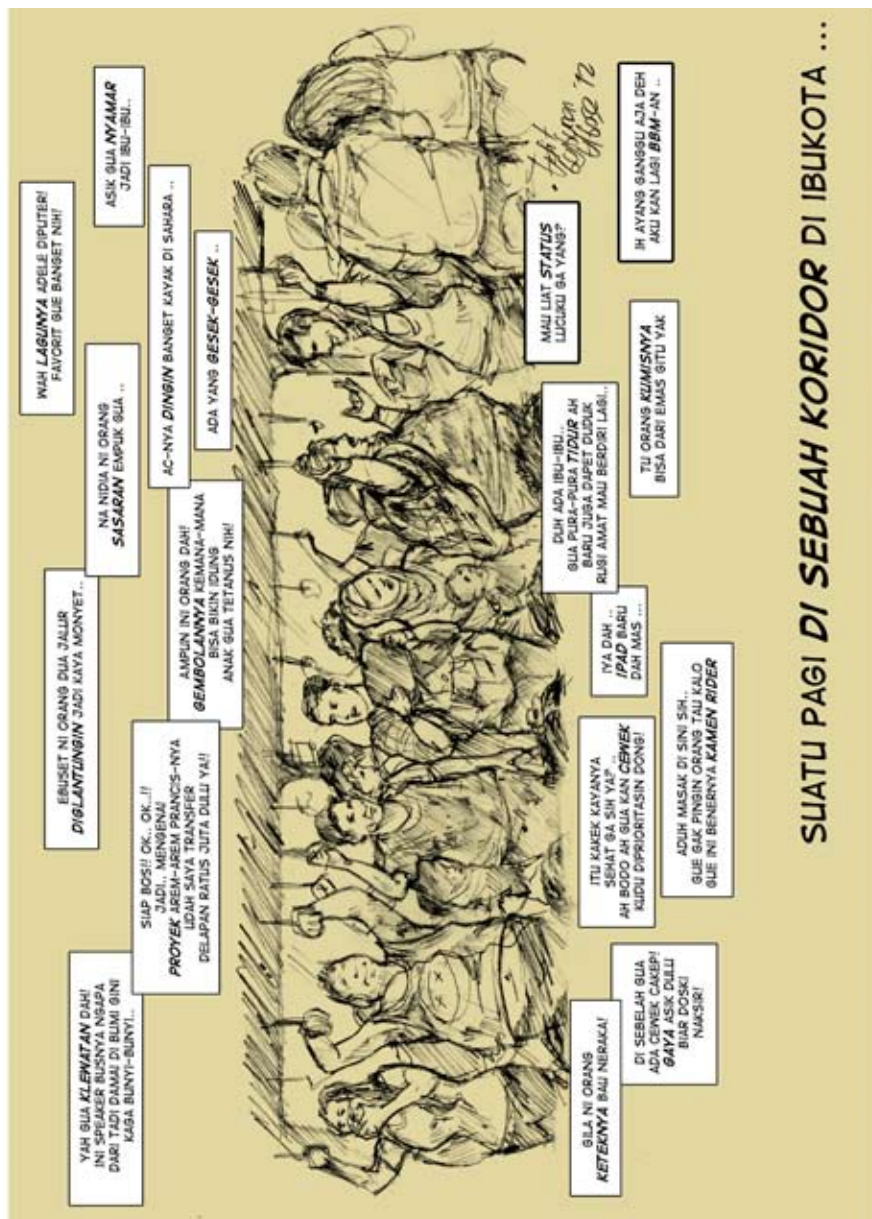 YAH GUA KLEWATAN DAH!
INI SPEAKER BUSNYA NGAPA
DARI TADI DAMAI DI BUMI GINI
KAGA BUNYI-BUNYI..
EBUSET NI ORANG DUA JALUR
DIGLANTUNGIN JADI KAYA MONYET..
WAH LAGUNYA ADELE DIPUTER!
FAVORIT GUE BANGET NIH!
SIAP BOS!! OK.. OK..!!
JADI.. MENGENAI
PROYEK AREM-AREM PRANCIS-NYA
UDAH SAYA TRANSFER
DELAPAN RATUS JUTA DULU YA!!
NA NIDIA NI ORANG
SASARAN EMPUK GUA ..
ASIK GUA NYAMAR
JADI IBU-IBU..
AMPUN INI ORANG DAH!
GEMBOLANNYA KEMANA-MANA
BISA BIKIN IDUNG
ANAK GUA TETANUS NIH!
AC-NYA DINGIN BANGET KAYAK DI SAHARA ..
ADA YANG GESEK-GESEK ..
GILA NI ORANG
KETEKNYA BAU NERAKA!
DI SEBELAH GUA
ADA CEWEK CAKEP!
GAYA ASIK DULU
BIAR DOSKI
NAKSIR!
ITU KAKEK KAYANYA
SEHAT GA SIH YA? ..
AH BODO AH GUA KAN CEWEK
KUDU DIPRIORITASIN DONG!
ADUH MASAK DI SINI SIH..
GUE GAK PINGIN ORANG TAU KALO
GUE INI BENERNYA KAMEN RIDER
IYA DAH ..
IPAD BARU
DAH MAS ...
DUH ADA IBU-IBU..
GUA PURA-PURA TIDUR AH
BARU JUGA DAPET DUDUK
RUGI AMAT MAU BERDIRI LAGI..
TU ORANG KUMISNYA
BISA DARI EMAS GITU YAK
MAU LIAT STATUS
LUCUKU GA YANG?
IH AYANG GANGGU AJA DEH
AKU KAN LAGI BBM-AN ..
'12
SUATU PAGI DI SEBUAH KORIDOR DI IBUKOTA ...